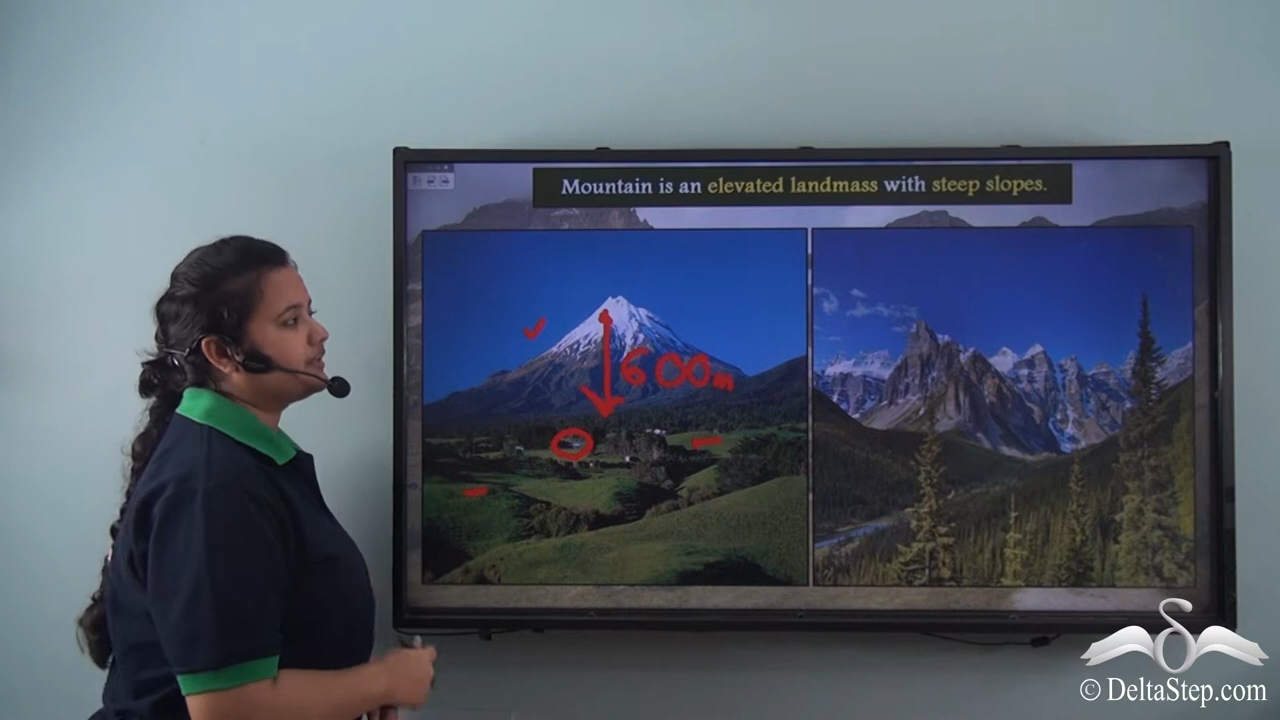 Mountain is an elevated landmass with steep slopes.
600m
© DeltaStep.com